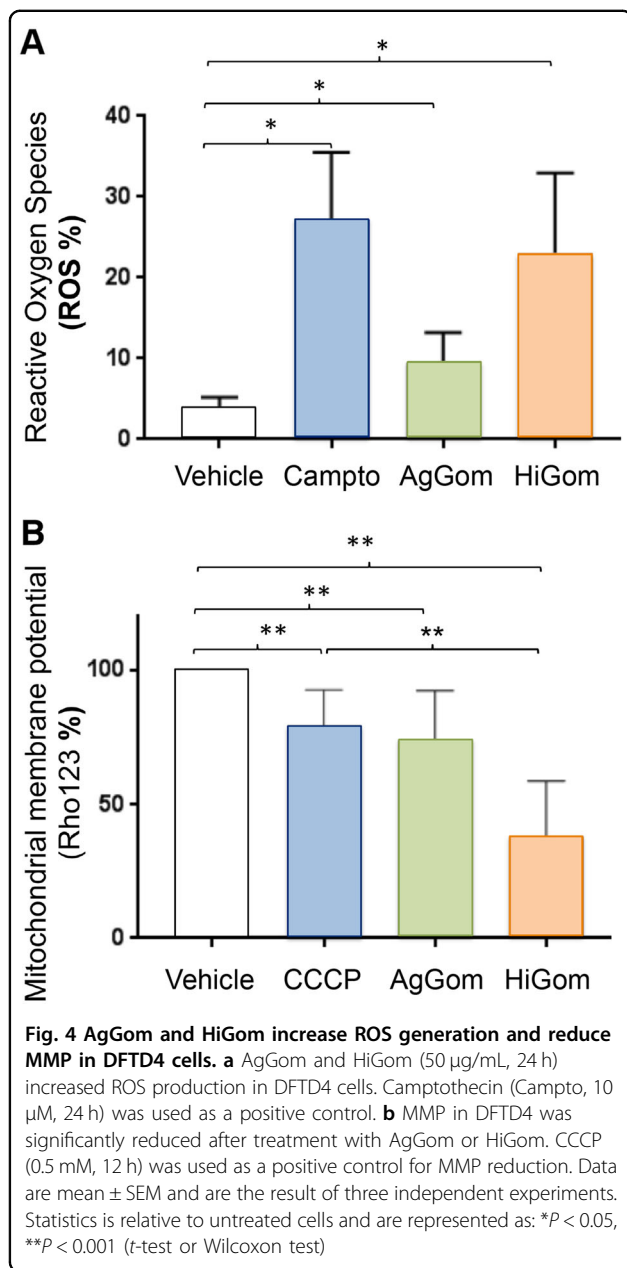 A
*
*
*
40
30
20
10
0
Reactive Oxygen Species
(ROS %)
Vehicle Campto AgGom HiGom
B
**
**
** **
100
50
0
Mitochondrial membrane potential
(Rho123 %)
Vehicle CCCP AgGom HiGom
Fig. 4 AgGom and HiGom increase ROS generation and reduce
MMP in DFTD4 cells. a AgGom and HiGom (50 µg/mL, 24 h)
increased ROS production in DFTD4 cells. Camptothecin (Campto, 10
µM, 24 h) was used as a positive control. b MMP in DFTD4 was
significantly reduced after treatment with AgGom or HiGom. CCCP
(0.5 mM, 12 h) was used as a positive control for MMP reduction. Data
are mean ± SEM and are the result of three independent experiments.
Statistics is relative to untreated cells and are represented as: *P < 0.05,
**P < 0.001 (t-test or Wilcoxon test)